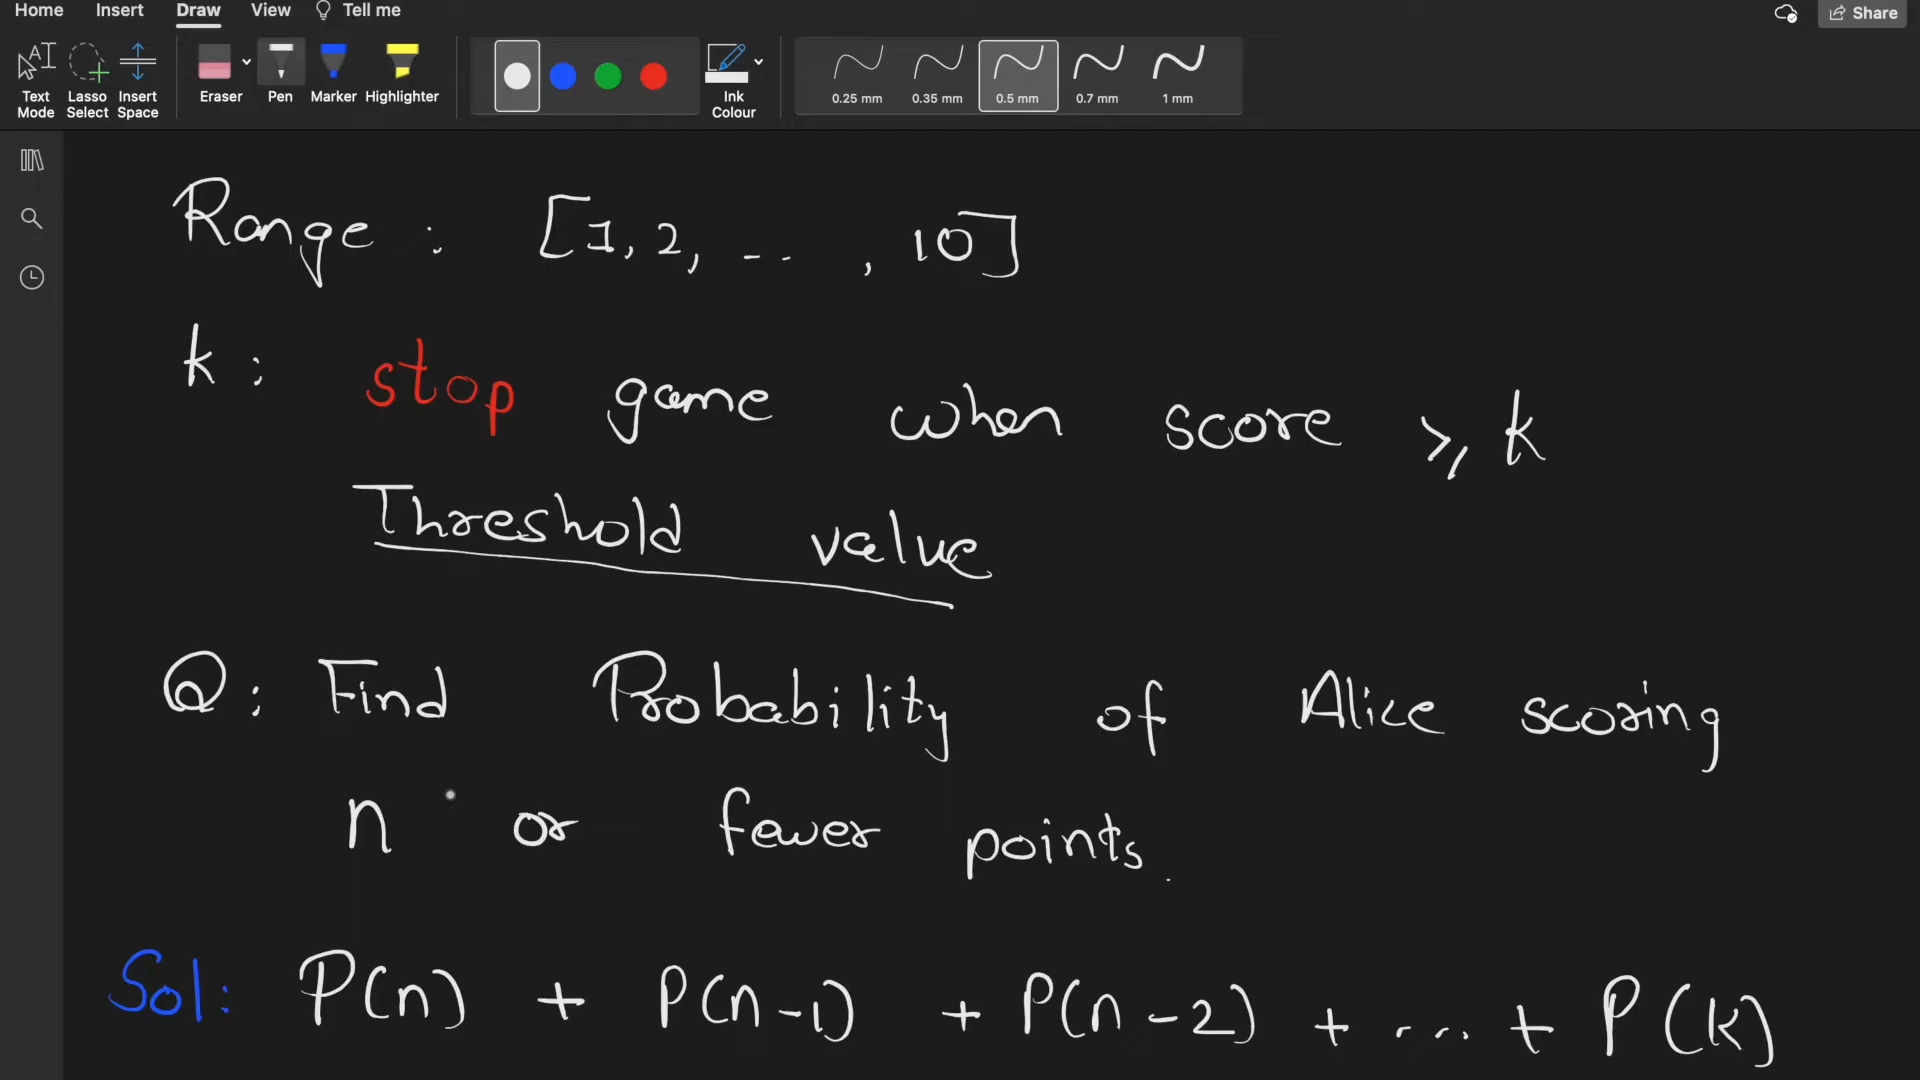 Home Insert Draw View Tell me Share
Text Mode Lasso Select Insert Space Eraser Pen Marker Highlighter Ink Colour 0.25 mm 0.35 mm 0.5 mm 0.7 mm 1 mm
Range : [1, 2, .. , 10]
k : stop game when score ≥ k
Threshold value
Q : Find Probability of Alice scoring
n or fewer points.
Sol: P(n) + P(n-1) + P(n-2) + ... + P(k)